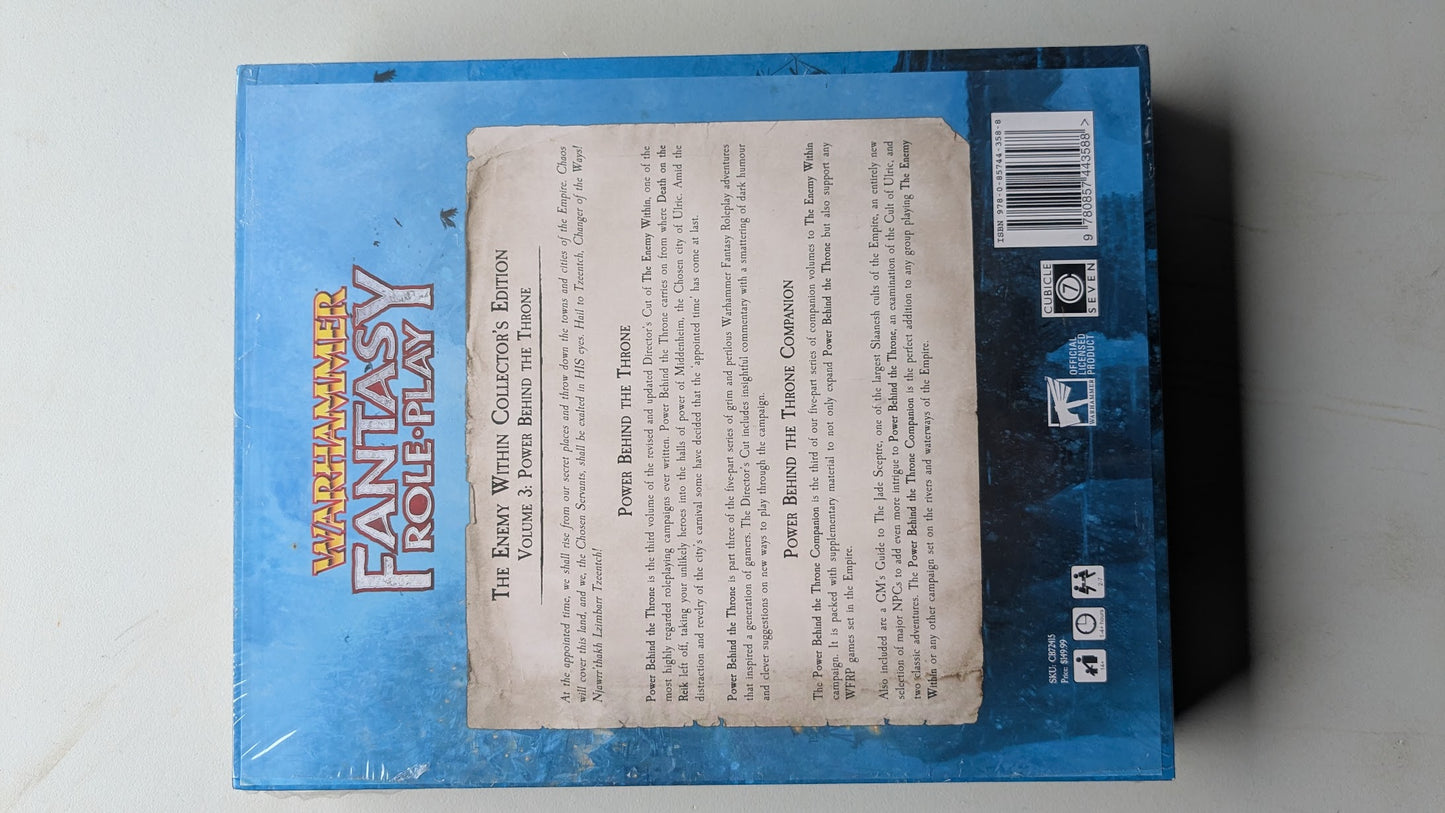 WARHAMMER
FANTASY
ROLE·PLAY
THE ENEMY WITHIN COLLECTOR'S EDITION
VOLUME 3: POWER BEHIND THE THRONE
At the appointed time, we shall rise from our secret places and throw down the towns and cities of the Empire. Chaos
will cover this land, and we, the Chosen Servants, shall be exalted in HIS eyes. Hail to Tzeentch, Changer of the Ways!
Njawrr'thakh Lzimbarr Tzeentch!
POWER BEHIND THE THRONE
Power Behind the Throne is the third volume of the revised and updated Director's Cut of The Enemy Within, one of the
most highly regarded roleplaying campaigns ever written. Power Behind the Throne carries on from where Death on the
Reik left off, taking your unlikely heroes into the halls of power of Middenheim, the Chosen city of Ulric. Amid the
distraction and revelry of the city's carnival some have decided that the 'appointed time' has come at last.
Power Behind the Throne is part three of the five-part series of grim and perilous Warhammer Fantasy Roleplay adventures
that inspired a generation of gamers. The Director's Cut includes insightful commentary with a smattering of dark humour
and clever suggestions on new ways to play through the campaign.
POWER BEHIND THE THRONE COMPANION
The Power Behind the Throne Companion is the third of our five-part series of companion volumes to The Enemy Within
campaign. It is packed with supplementary material to not only expand Power Behind the Throne but also support any
WFRP games set in the Empire.
Also included are a GM's Guide to The Jade Sceptre, one of the largest Slaanesh cults of the Empire, an entirely new
selection of major NPCs to add even more intrigue to Power Behind the Throne, an examination of the Cult of Ulric, and
two classic adventures. The Power Behind the Throne Companion is the perfect addition to any group playing The Enemy
Within or any other campaign set on the rivers and waterways of the Empire.
SKU: CB72415
Price: $149.99
1-4+ hours
2-7
WARHAMMER
OFFICIAL
LICENSED
PRODUCT
CUBICLE
7
SEVEN
ISBN 978-0-85744-358-8
9 780857 443588 >